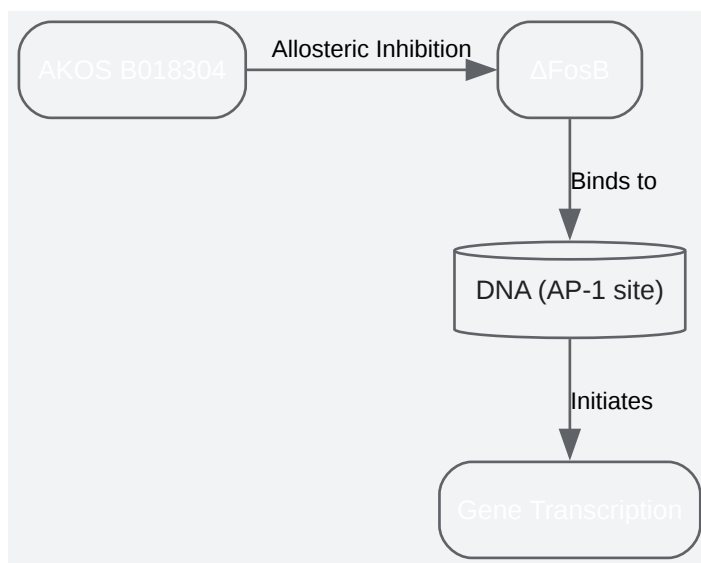 AKOS B018304
Allosteric Inhibition
ΔFosB
Binds to
DNA (AP-1 site)
Initiates
Gene Transcription